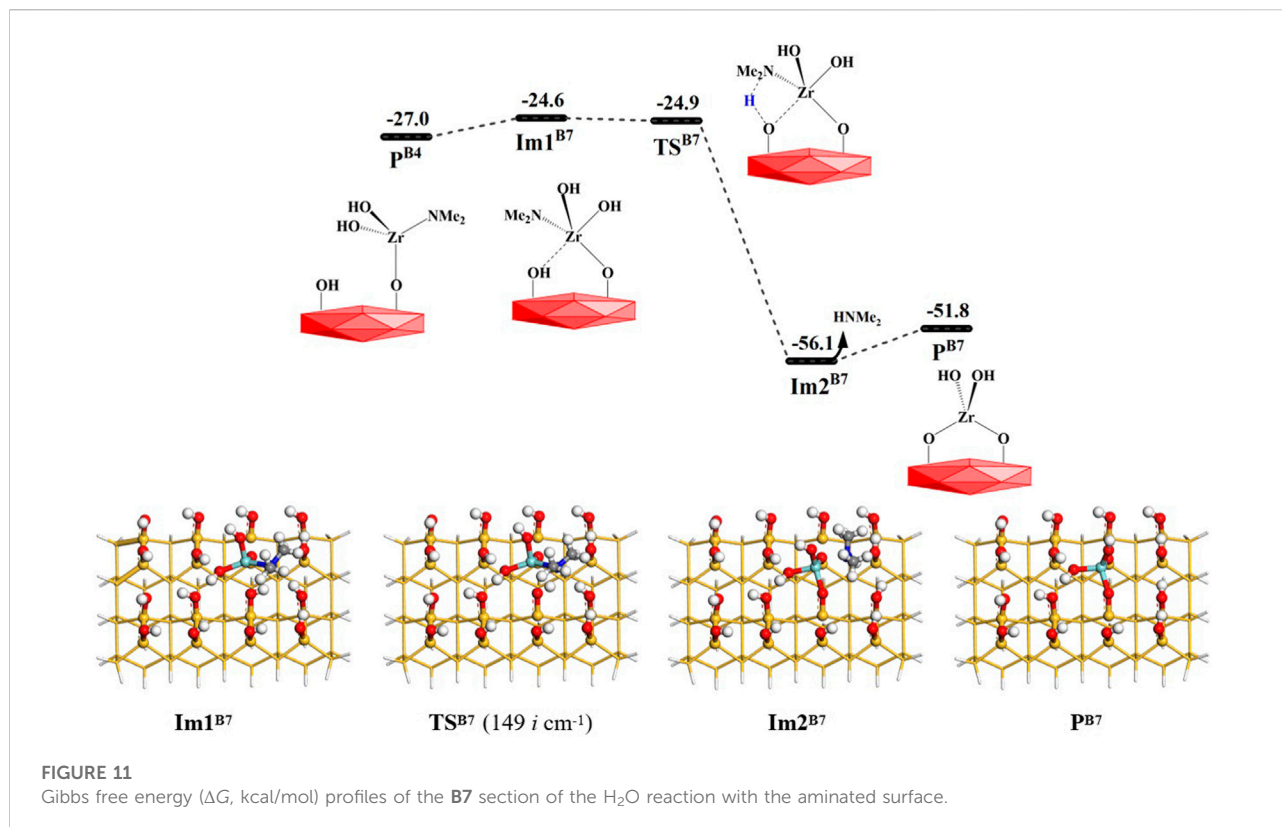 HO
OH
Me₂N
Zr
H
O
O
-27.0
-24.6
-24.9
P^B4
Im1^B7
TS^B7
HO
HO
NMe₂
Zr
OH
O
OH
Me₂N
OH
Zr
OH
O
HNMe₂
-56.1
-51.8
Im2^B7
P^B7
HO
OH
Zr
O
O
Im1^B7
TS^B7 (149 i cm⁻¹)
Im2^B7
P^B7
FIGURE 11
Gibbs free energy (ΔG, kcal/mol) profiles of the B7 section of the H₂O reaction with the aminated surface.